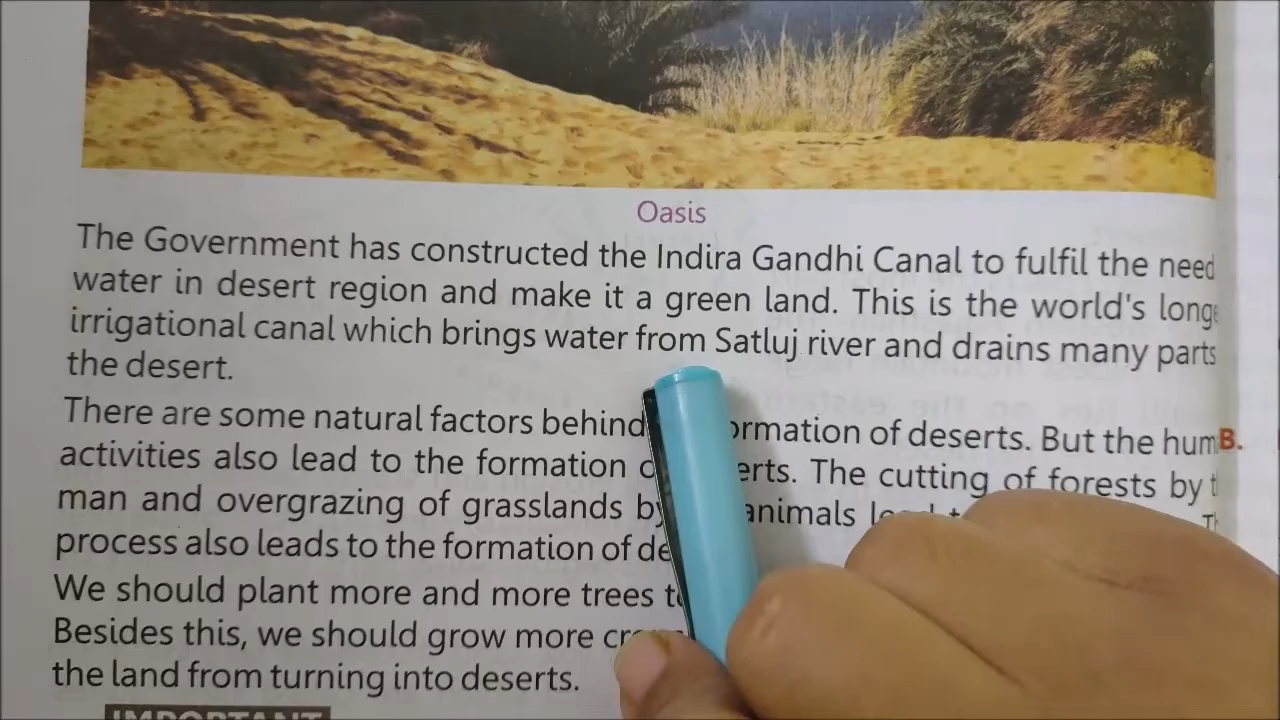 Oasis
The Government has constructed the Indira Gandhi Canal to fulfil the need
water in desert region and make it a green land. This is the world's
irrigational canal which brings water from Satluj river and drains many parts
the desert.
There are some natural factors behind ormation of deserts. But the hum
B.
activities also lead to the formation erts. The cutting of forests by
man and overgrazing of grasslands by animals
process also leads to the formation of de
We should plant more and more trees
Besides this, we should grow more
the land from turning into deserts.
IMPORTANT